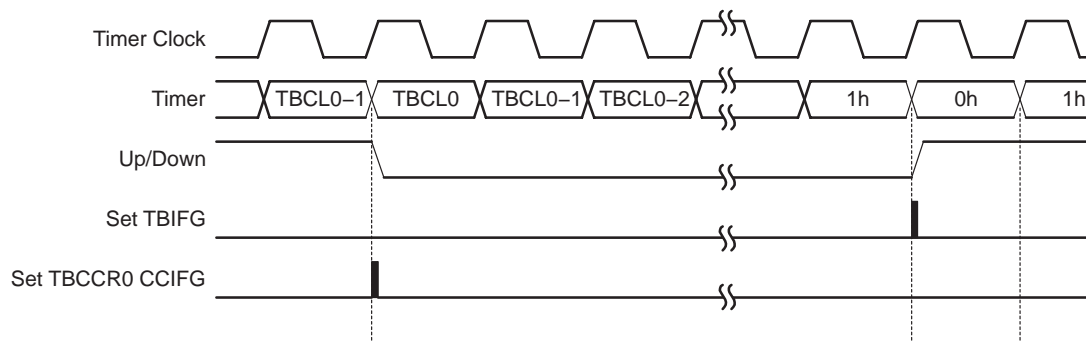 Timer Clock
Timer TBCL0−1 TBCL0 TBCL0−1 TBCL0−2 1h 0h 1h
Up/Down
Set TBIFG
Set TBCCR0 CCIFG